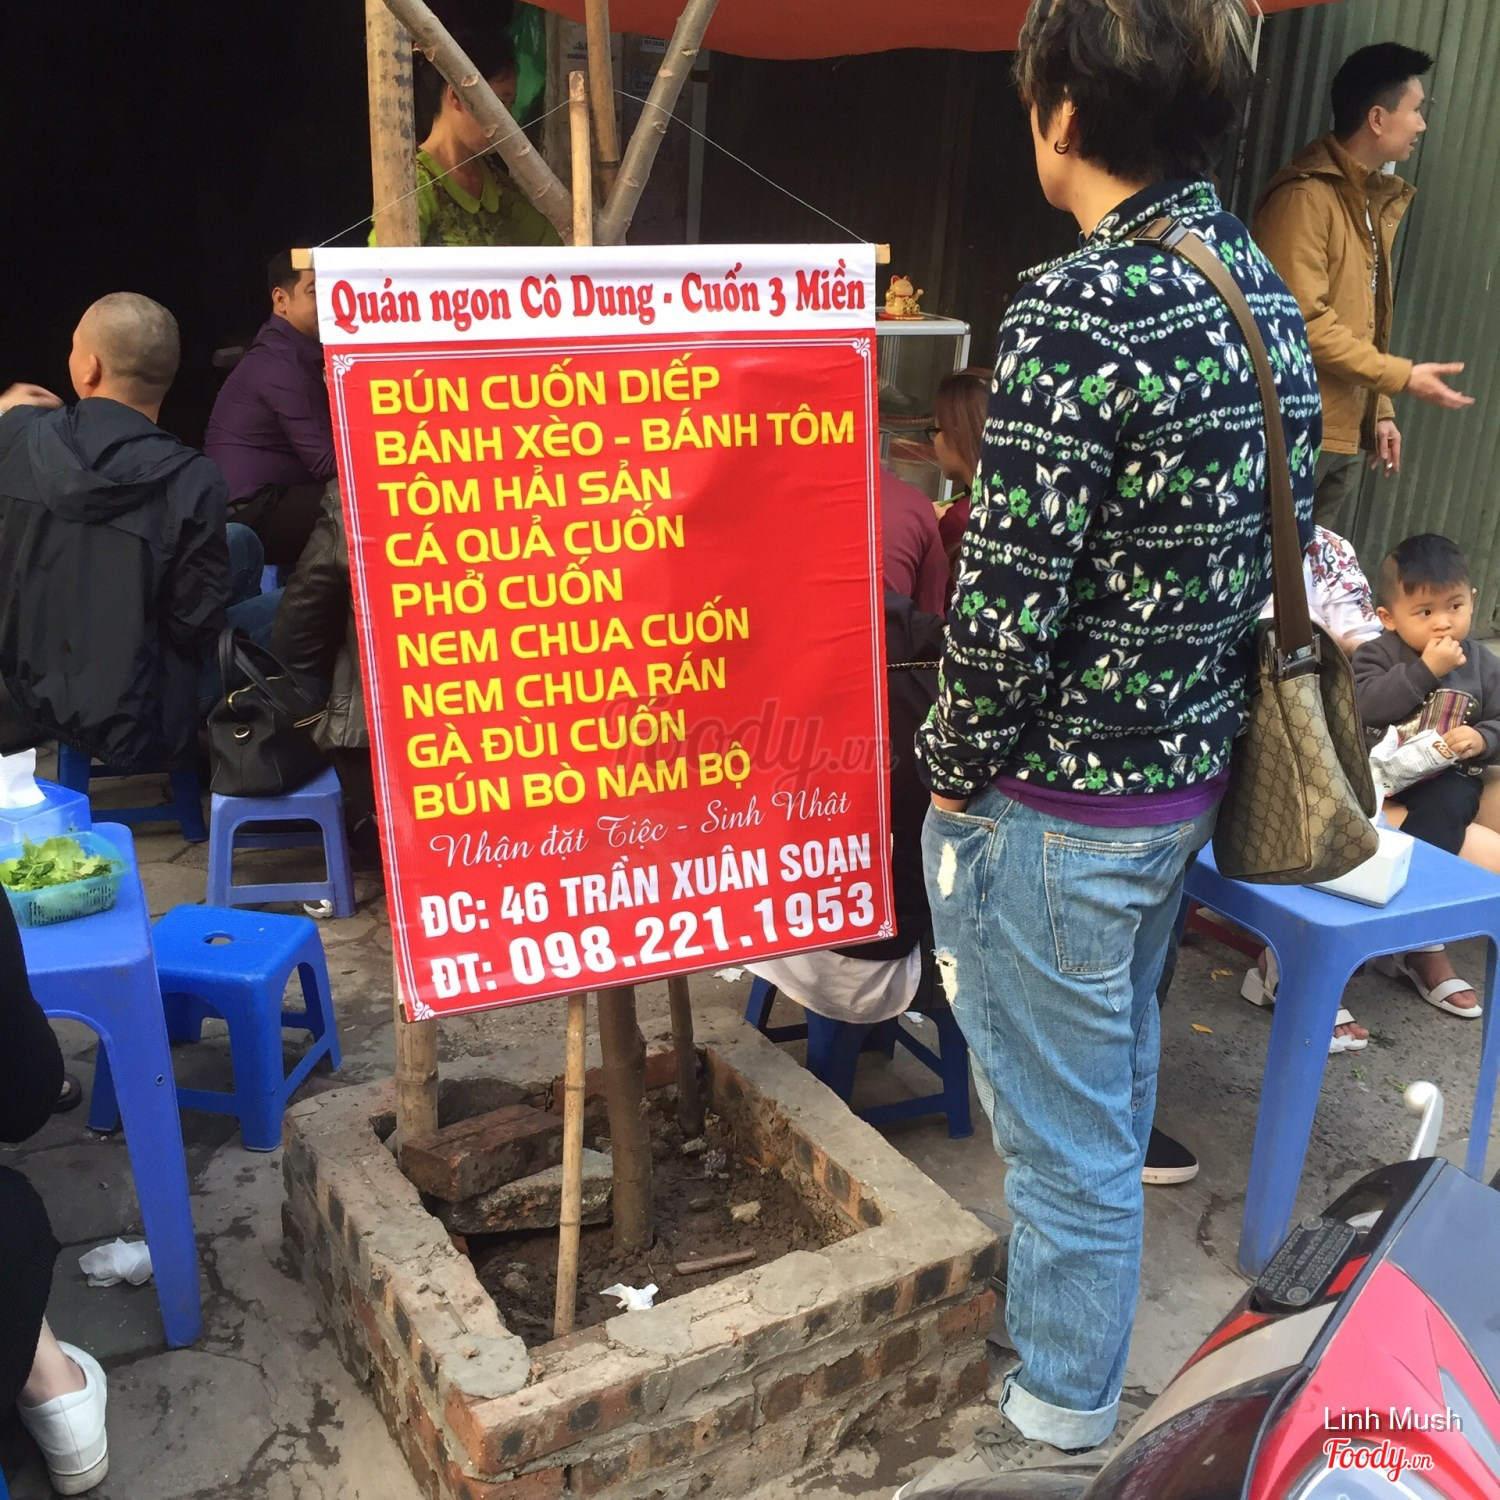 Quán ngon Cô Dung - Cuốn 3 Miền
BÚN CUỐN DIẾP
BÁNH XÈO - BÁNH TÔM
TÔM HẢI SẢN
CÁ QUẢ CUỐN
PHỞ CUỐN
NEM CHUA CUỐN
NEM CHUA RÁN
GÀ ĐÙI CUỐN
BÚN BÒ NAM BỘ
Nhận đặt Tiệc - Sinh Nhật
ĐC: 46 TRẦN XUÂN SOẠN
ĐT: 098.221.1953
Foody.vn
Linh Mush
Foody.vn